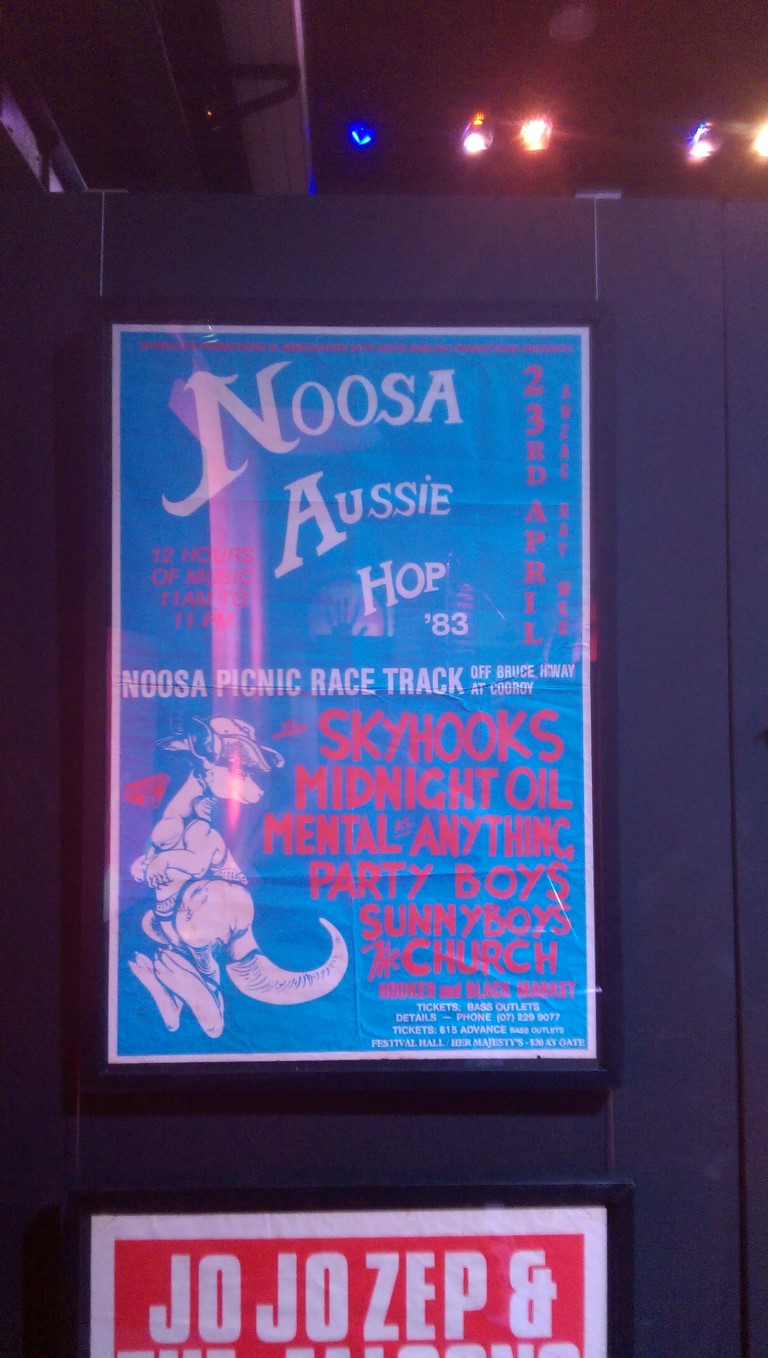 NOOSA
AUSSiE
HOP
'83
23RD APRIL
ANZAC DAY WKE
12 HOURS
OF MUSIC
11AM TO
11 PM
NOOSA PICNIC RACE TRACK
OFF BRUCE H'WAY
AT COOROY
SKYHOOKS
MIDNIGHT OIL
MENTAL AS ANYTHING
PARTY BOYS
SUNNYBOYS
The CHURCH
ROOKER and BLACK MARKET
TICKETS: BASS OUTLETS
DETAILS — PHONE (07) 229 9077
TICKETS: $15 ADVANCE BASS OUTLETS
FESTIVAL HALL / HER MAJESTY'S - $20 AT GATE
JO JO ZEP &